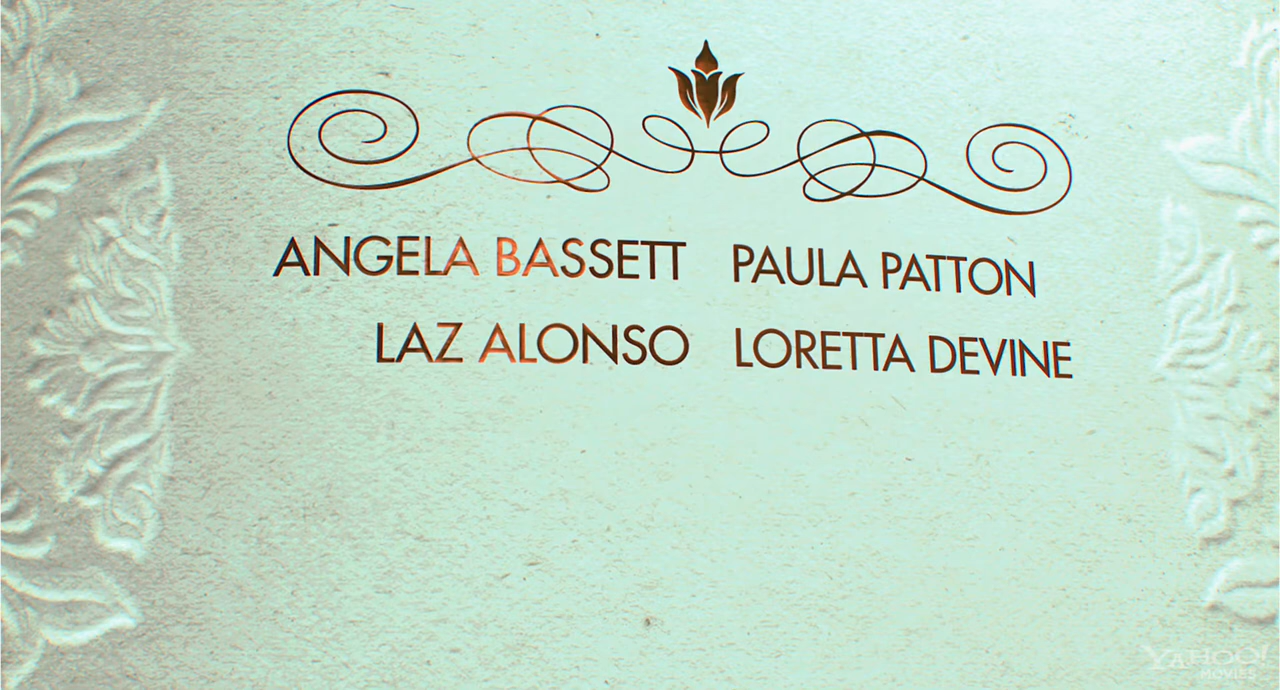 ANGELA BASSETT PAULA PATTON
LAZ ALONSO LORETTA DEVINE
YAHOO!
MOVIES